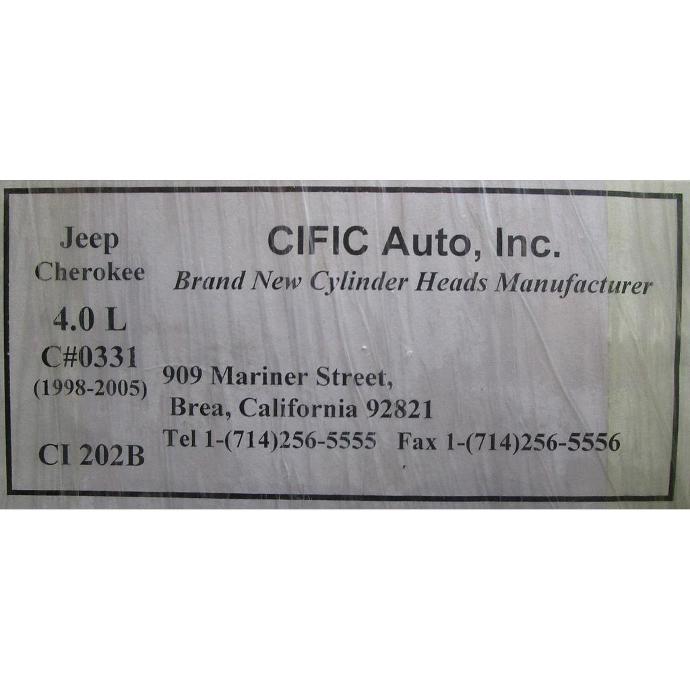 Jeep
Cherokee
4.0 L
C#0331
(1998-2005)
CI 202B
CIFIC Auto, Inc.
Brand New Cylinder Heads Manufacturer
909 Mariner Street,
Brea, California 92821
Tel 1-(714)256-5555 Fax 1-(714)256-5556